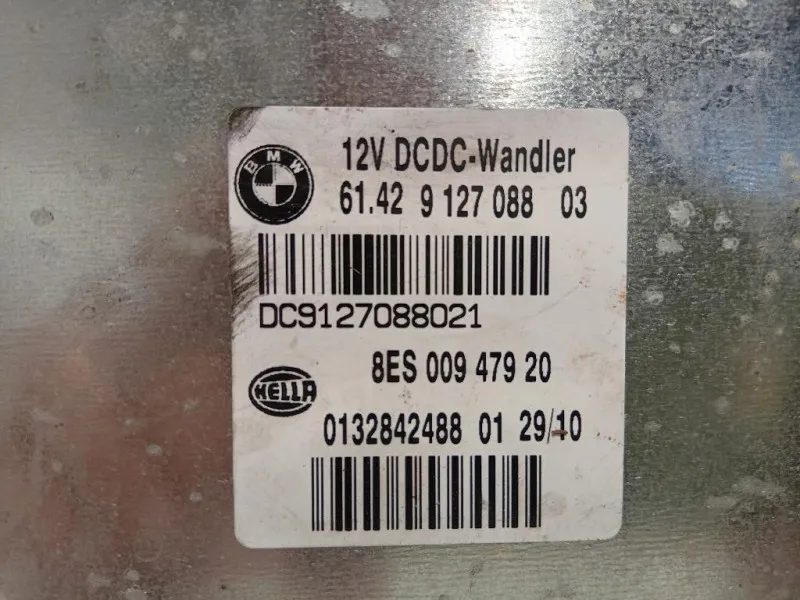 BMW
12V DCDC-Wandler
61.42 9 127 088 03
DC9127088021
8ES 009 479 20
HELLA
0132842488 01 29/10